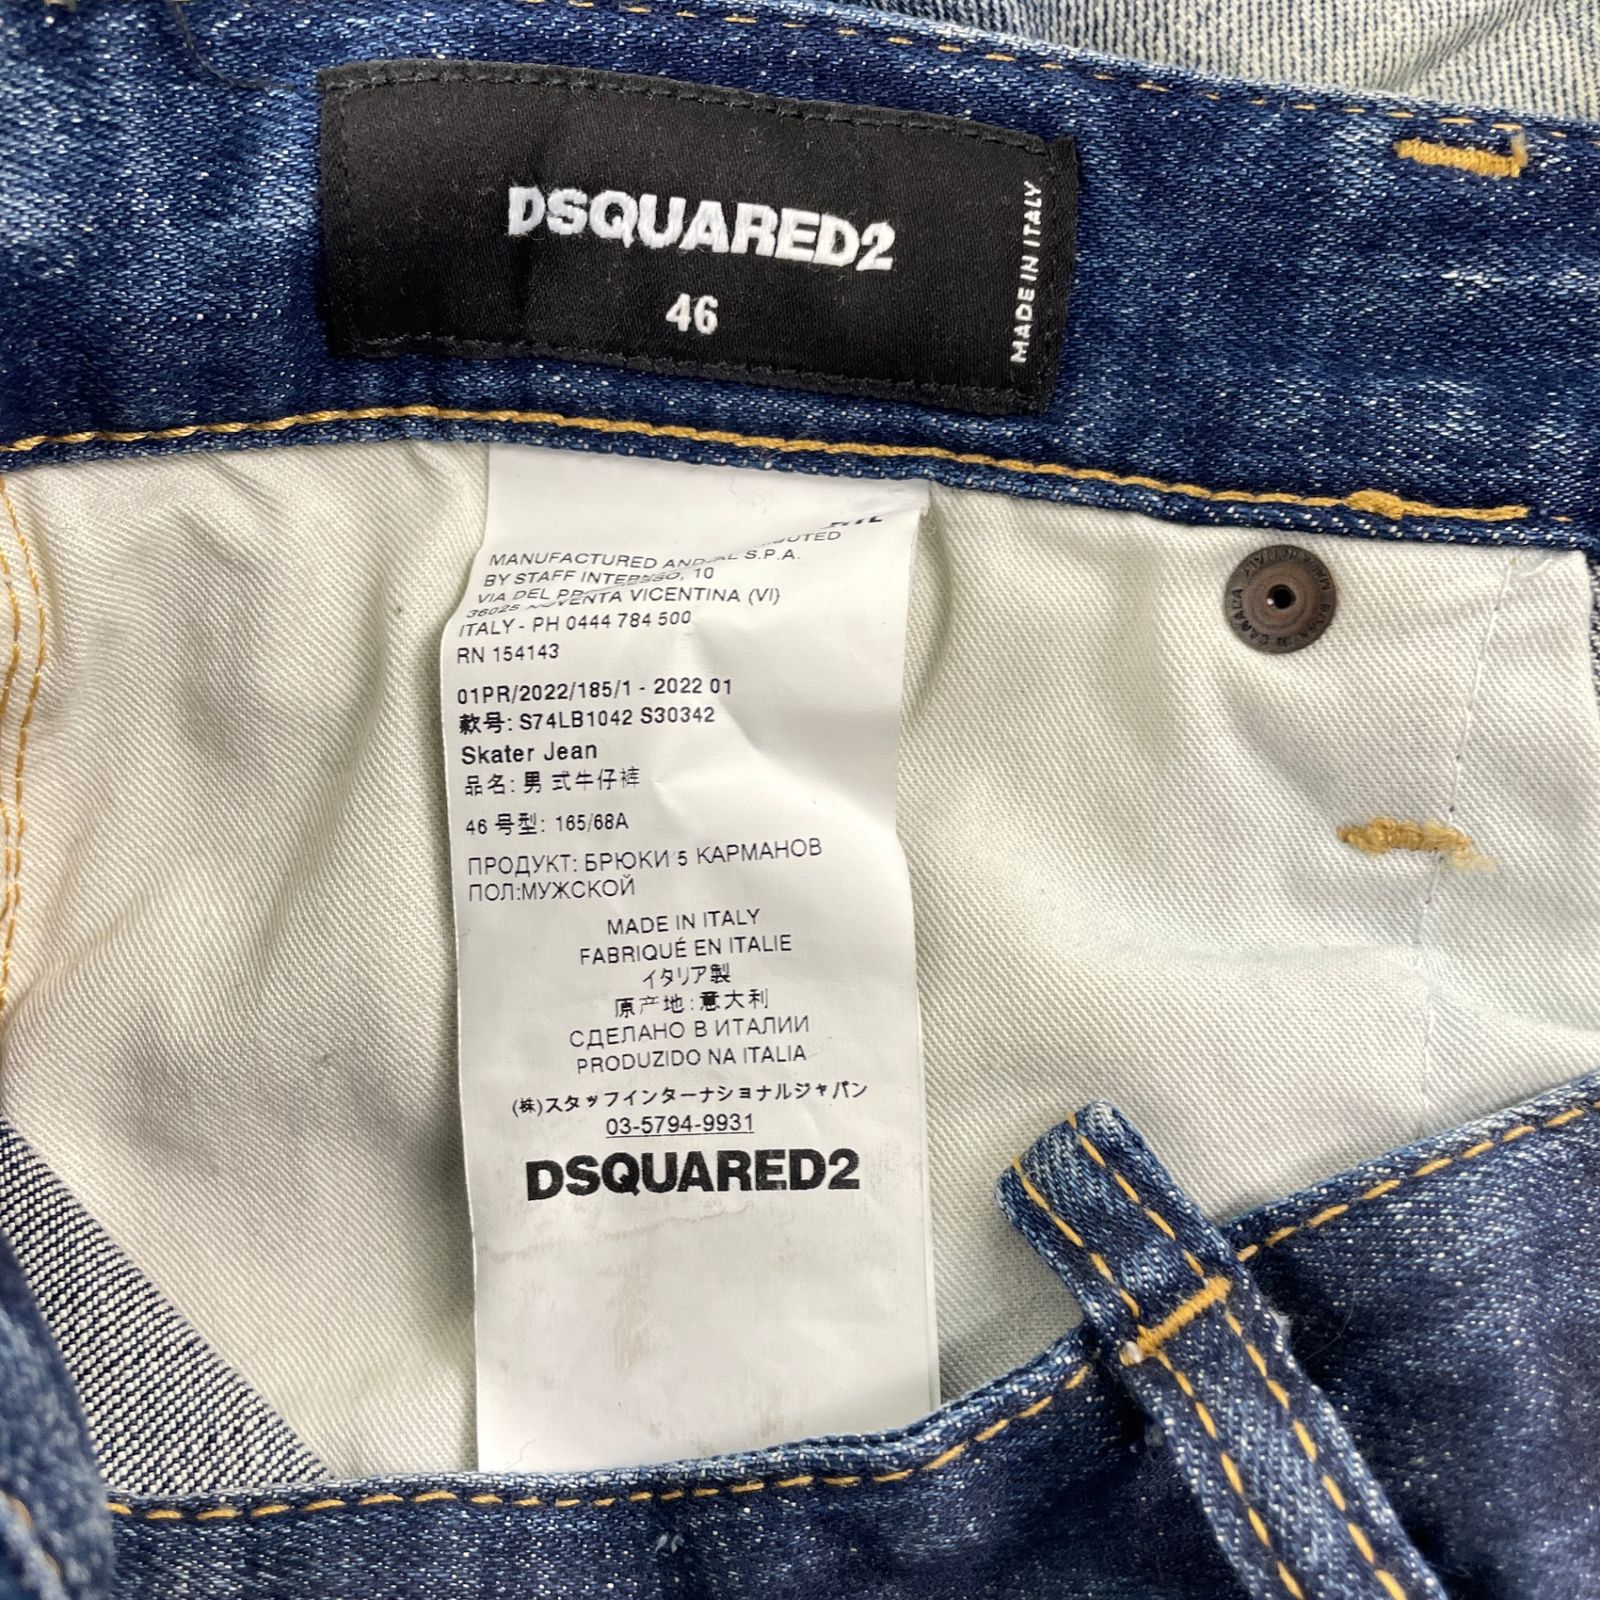 DSQUARED2
46
MADE IN ITALY
MANUFACTURED AND
BY STAFF S.P.A.
VIA DEL 10
36025 VICENTINA (VI)
ITALY - PH 0444 784 500
RN 154143
01PR/2022/185/1 - 2022 01
款号: S74LB1042 S30342
Skater Jean
品名: 男 式牛仔裤
46 号型: 165/68A
ПРОДУКТ: БРЮКИ 5 КАРМАНОВ
ПОЛ:МУЖСКОЙ
MADE IN ITALY
FABRIQUÉ EN ITALIE
イタリア製
原产地:意大利
СДЕЛАНО В ИТАЛИИ
PRODUZIDO NA ITALIA
(株)スタッフインターナショナルジャパン
03-5794-9931
DSQUARED2